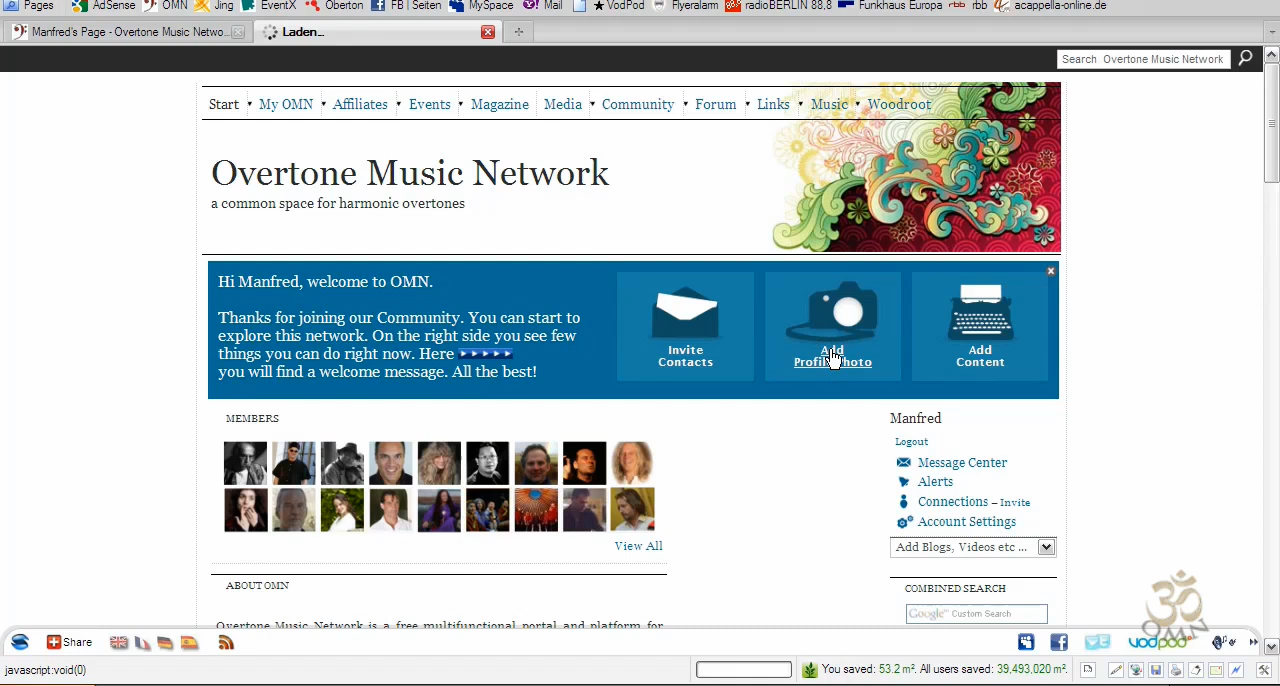 Pages AdSense OMN Jing EventX Oberton FB | Seiten MySpace Mail ★ VodPod Flyeralarm radioBERLIN 88,8 Funkhaus Europa rbb rbb acappella-online.de
Manfred's Page - Overtone Music Netwo... Laden...
Search Overtone Music Network
Start My OMN Affiliates Events Magazine Media Community Forum Links Music Woodroot
Overtone Music Network
a common space for harmonic overtones
Hi Manfred, welcome to OMN.
Thanks for joining our Community. You can start to
explore this network. On the right side you see few
things you can do right now. Here
you will find a welcome message. All the best!
Invite
Contacts
Add
Profile Photo
Add
Content
MEMBERS
View All
ABOUT OMN
Overtone Music Network is a free multifunctional portal and platform for
Manfred
Logout
Message Center
Alerts
Connections – Invite
Account Settings
Add Blogs, Videos etc ...
COMBINED SEARCH
Google™ Custom Search
ॐ
OMN
Share
vodpod
javascript:void(0)
You saved: 53.2 m². All users saved: 39,493,020 m².